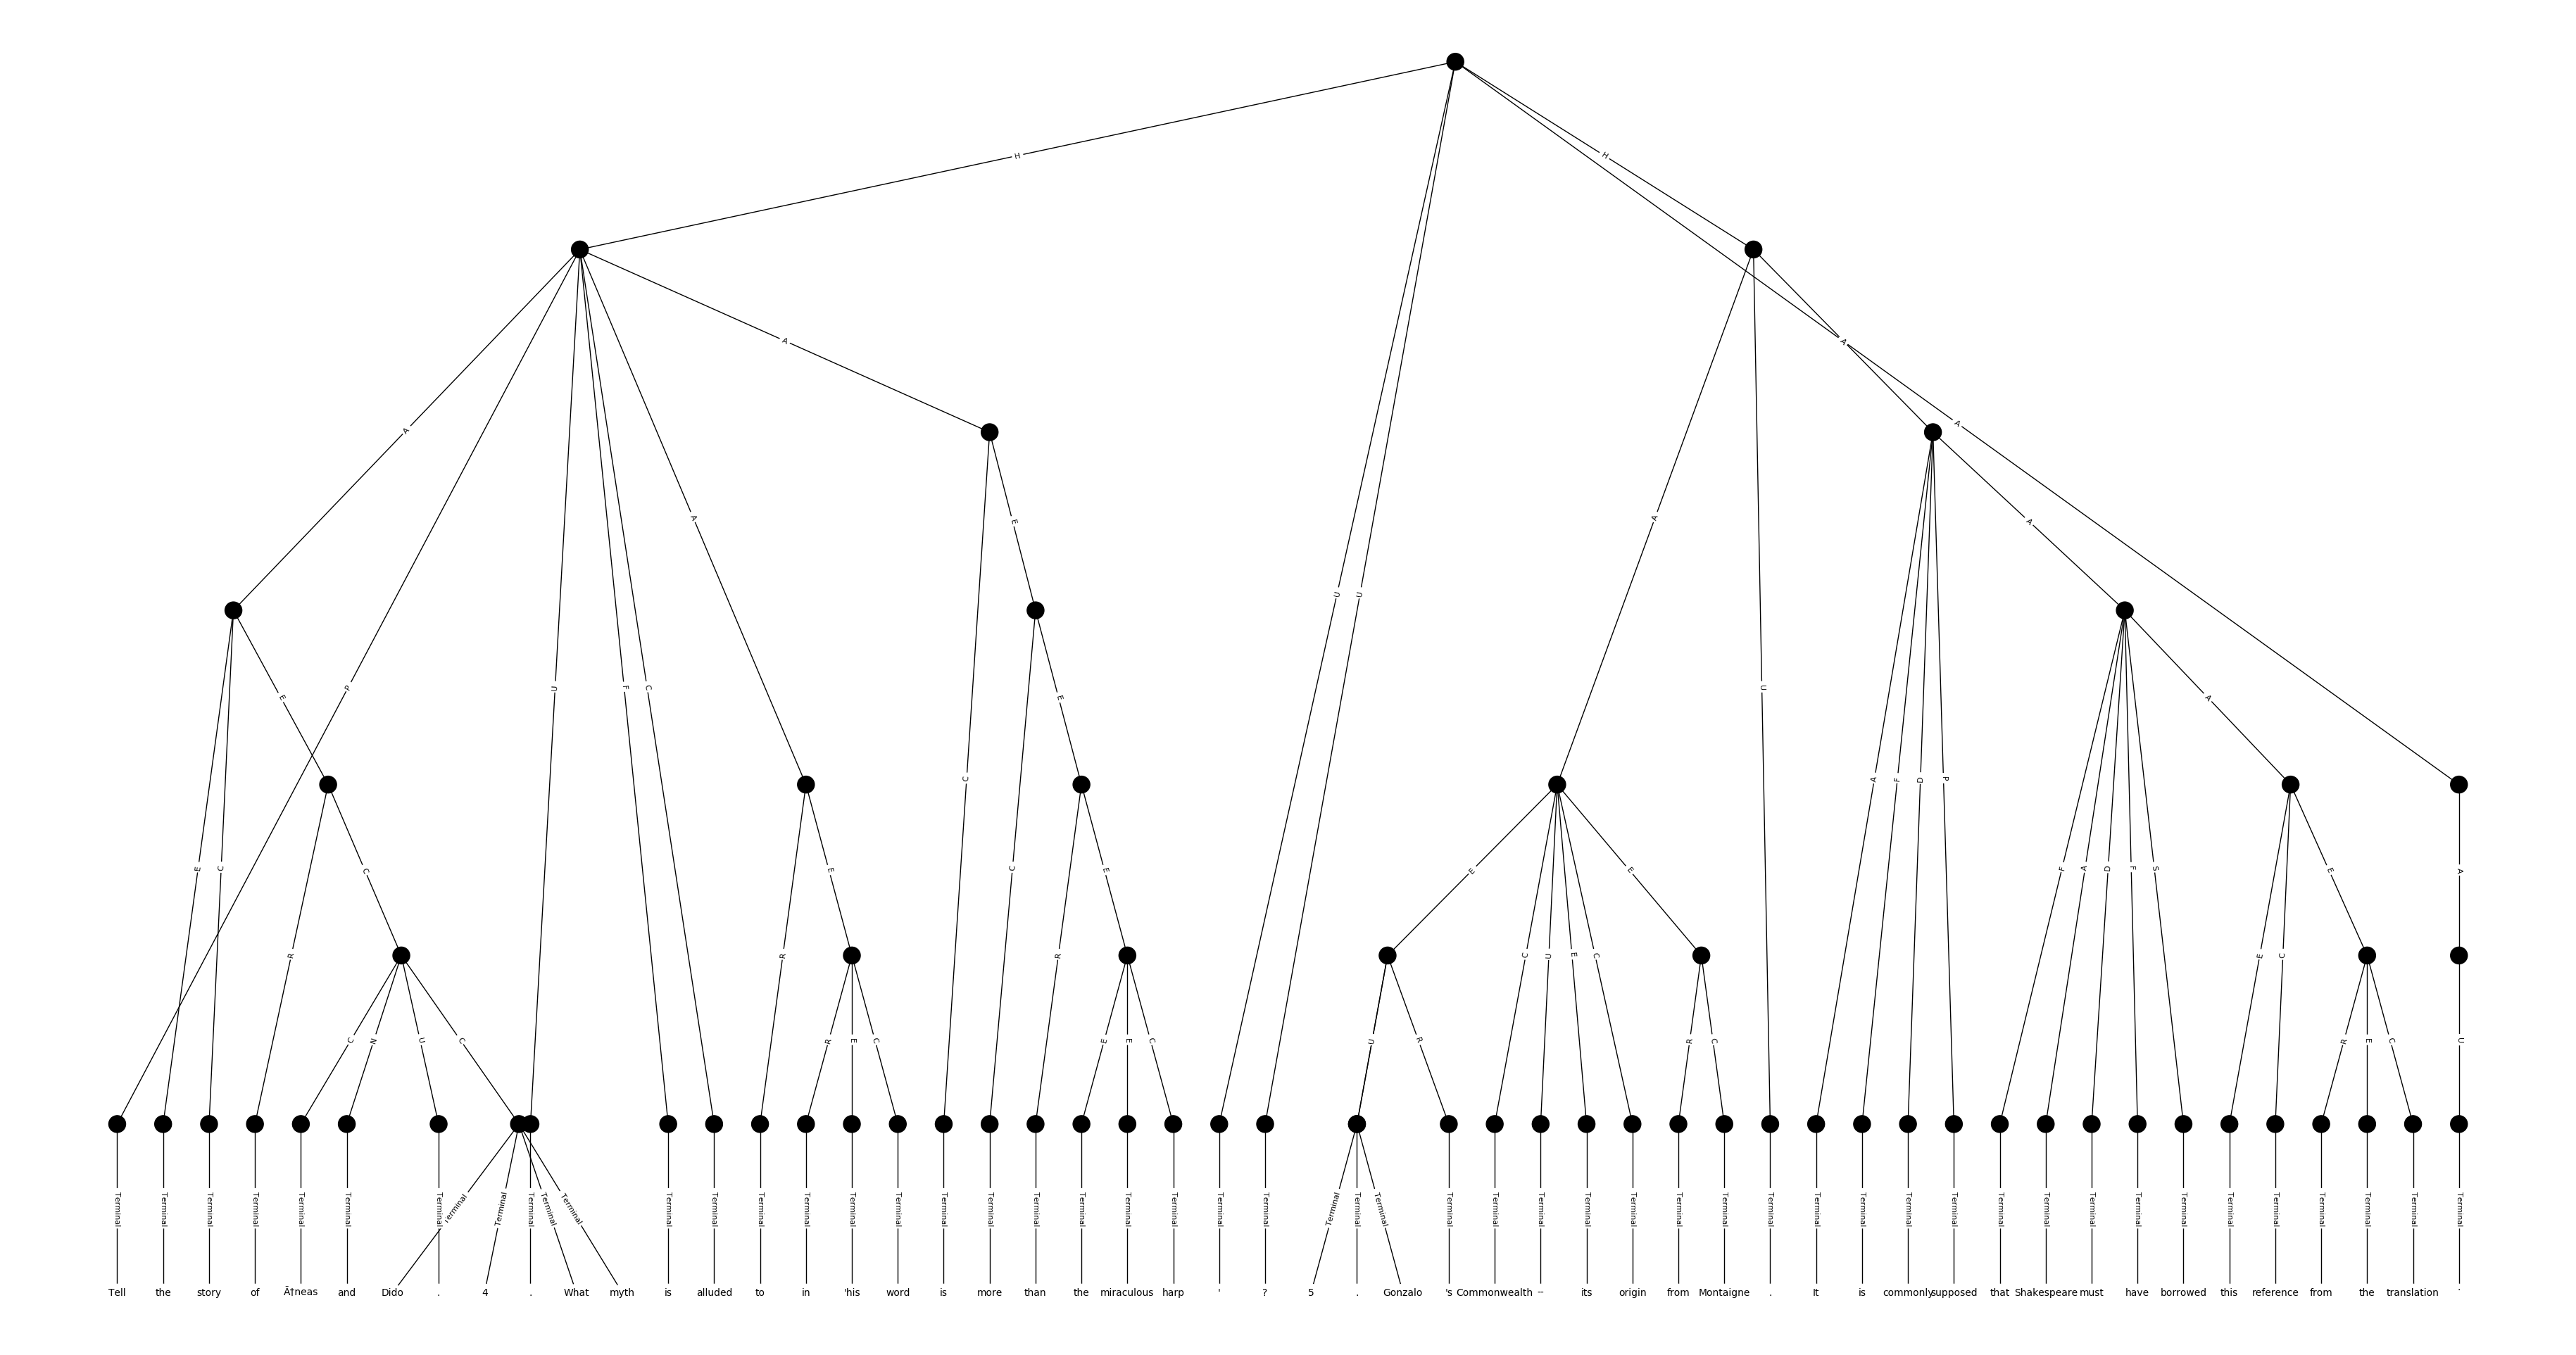 H H
A A A A
A A A
E U U
A A
E E P U F C A F D P A
E C C C F A D F S E A
E C R R C R E C U E C E R E C A
C N U C R E C E E C U R R C R E C U
Terminal Terminal Terminal Terminal Terminal Terminal Terminal Terminal Terminal Terminal Terminal Terminal Terminal Terminal Terminal Terminal Terminal Terminal Terminal Terminal Terminal Terminal Terminal Terminal Terminal Terminal Terminal Terminal Terminal Terminal Terminal Terminal Terminal Terminal Terminal Terminal Terminal Terminal Terminal Terminal Terminal Terminal Terminal Terminal Terminal Terminal Terminal Terminal Terminal Terminal Terminal Terminal
Tell the story of Ã†neas and Dido . 4 . What myth is alluded to in 'his word is more than the miraculous harp ' ? 5 . Gonzalo 's Commonwealth -- its origin from Montaigne . It is commonly supposed that Shakespeare must have borrowed this reference from the translation .